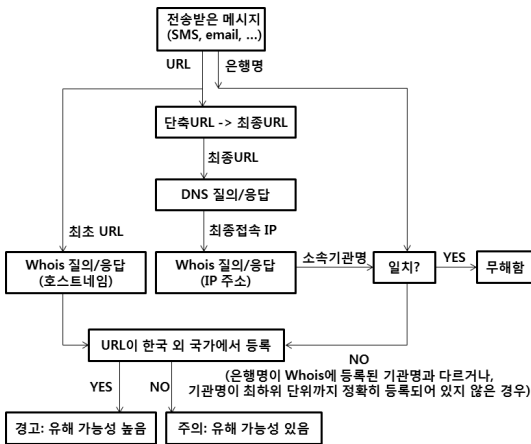 전송받은 메시지
(SMS, email, ...)
URL
은행명
단축URL -> 최종URL
최종URL
DNS 질의/응답
최초 URL
최종접속 IP
Whois 질의/응답
(호스트네임)
Whois 질의/응답
(IP 주소)
소속기관명
일치?
YES
무해함
URL이 한국 외 국가에서 등록
NO
(은행명이 Whois에 등록된 기관명과 다르거나,
기관명이 최하위 단위까지 정확히 등록되어 있지 않은 경우)
YES
NO
경고: 유해 가능성 높음
주의: 유해 가능성 있음